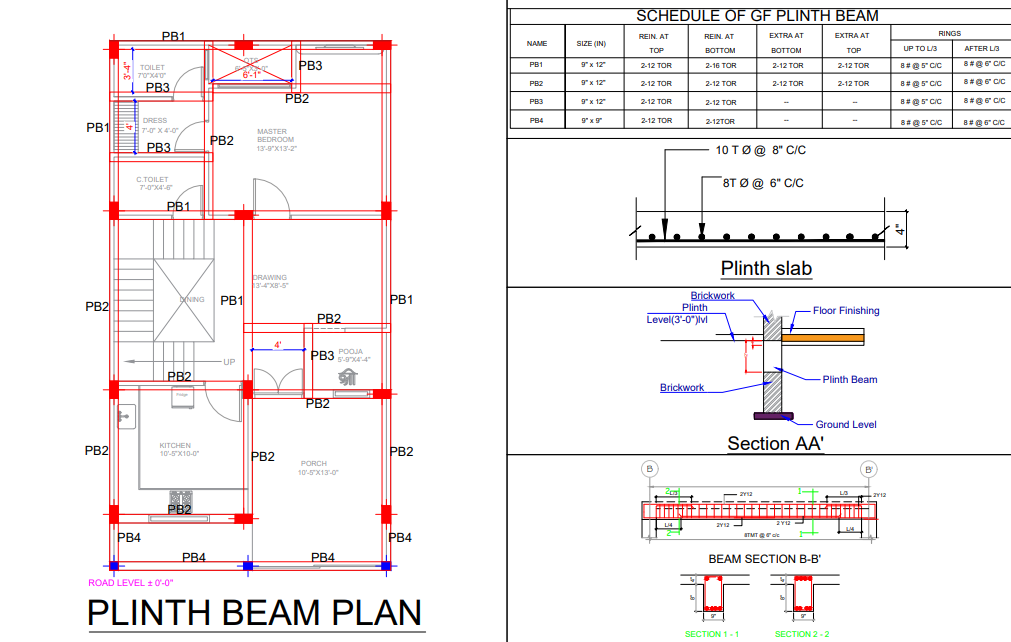 PB1
TOILET
7'0"X4'0"
3'-4"
OTS
6'-1"
PB3
PB3
PB2
PB1
4'
DRESS
7'-0" X 4'-0"
PB2
MASTER
BEDROOM
13'-9"X13'-2"
PB3
C.TOILET
7'-0"X4'-6"
PB1
DRAWING
13'-4"X8'-5"
DINING
PB2
PB1
PB1
PB2
4'
PB3
POOJA
5'-9"X4'-4"
UP
PB2
PB2
KITCHEN
10'-5"X10-0"
PB2
PB2
PB2
PORCH
10'-5"X13'-0"
PB2
PB4
PB4
PB4
PB4
ROAD LEVEL ± 0'-0"
PLINTH BEAM PLAN
SCHEDULE OF GF PLINTH BEAM
NAME SIZE (IN) REIN. AT TOP REIN. AT BOTTOM EXTRA AT BOTTOM EXTRA AT TOP RINGS
UP TO L/3 AFTER L/3
PB1 9" x 12" 2-12 TOR 2-16 TOR 2-12 TOR 2-12 TOR 8 # @ 5" C/C 8 # @ 6" C/C
PB2 9" x 12" 2-12 TOR 2-12 TOR 2-12 TOR 2-12 TOR 8 # @ 5" C/C 8 # @ 6" C/C
PB3 9" x 12" 2-12 TOR 2-12 TOR -- -- 8 # @ 5" C/C 8 # @ 6" C/C
PB4 9" x 9" 2-12 TOR 2-12TOR -- -- 8 # @ 5" C/C 8 # @ 6" C/C
10 T Ø @ 8" C/C
8T Ø @ 6" C/C
4"
Plinth slab
Brickwork
Plinth
Level(3'-0")lvl
Floor Finishing
Plinth Beam
Brickwork
Ground Level
Section AA'
B
B'
2
L/3
2Y12
1
L/3
2Y12
L/4
2Y12
2 Y12
L/4
2
8TMT @ 6" c/c
1
BEAM SECTION B-B'
4"
8"
9"
4"
8"
9"
SECTION 1 - 1
SECTION 2 - 2